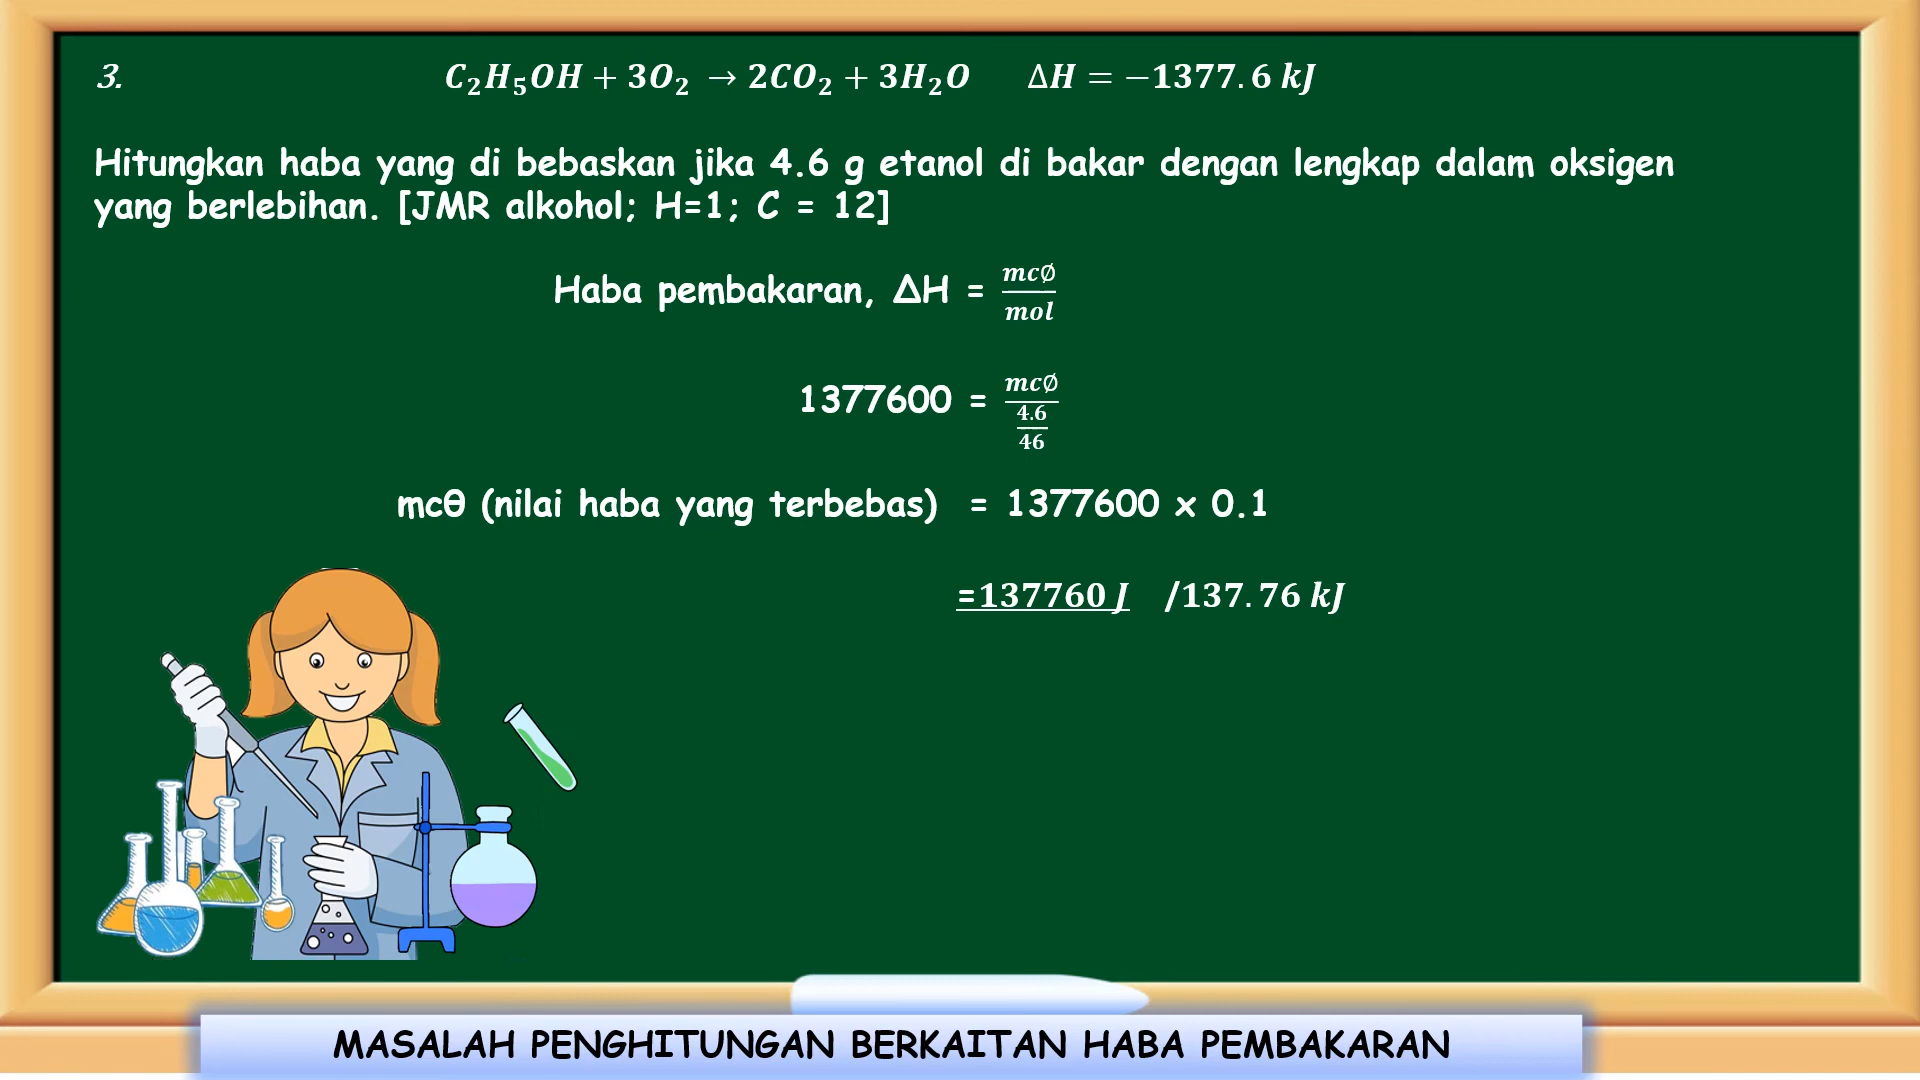 3. C₂H₅OH + 3O₂ → 2CO₂ + 3H₂O ΔH = −1377.6 kJ
Hitungkan haba yang di bebaskan jika 4.6 g etanol di bakar dengan lengkap dalam oksigen
yang berlebihan. [JMR alkohol; H=1; C = 12]
Haba pembakaran, ΔH = mc∅/mol
1377600 = mc∅/(4.6/46)
mcθ (nilai haba yang terbebas) = 1377600 x 0.1
=137760 J /137.76 kJ
MASALAH PENGHITUNGAN BERKAITAN HABA PEMBAKARAN